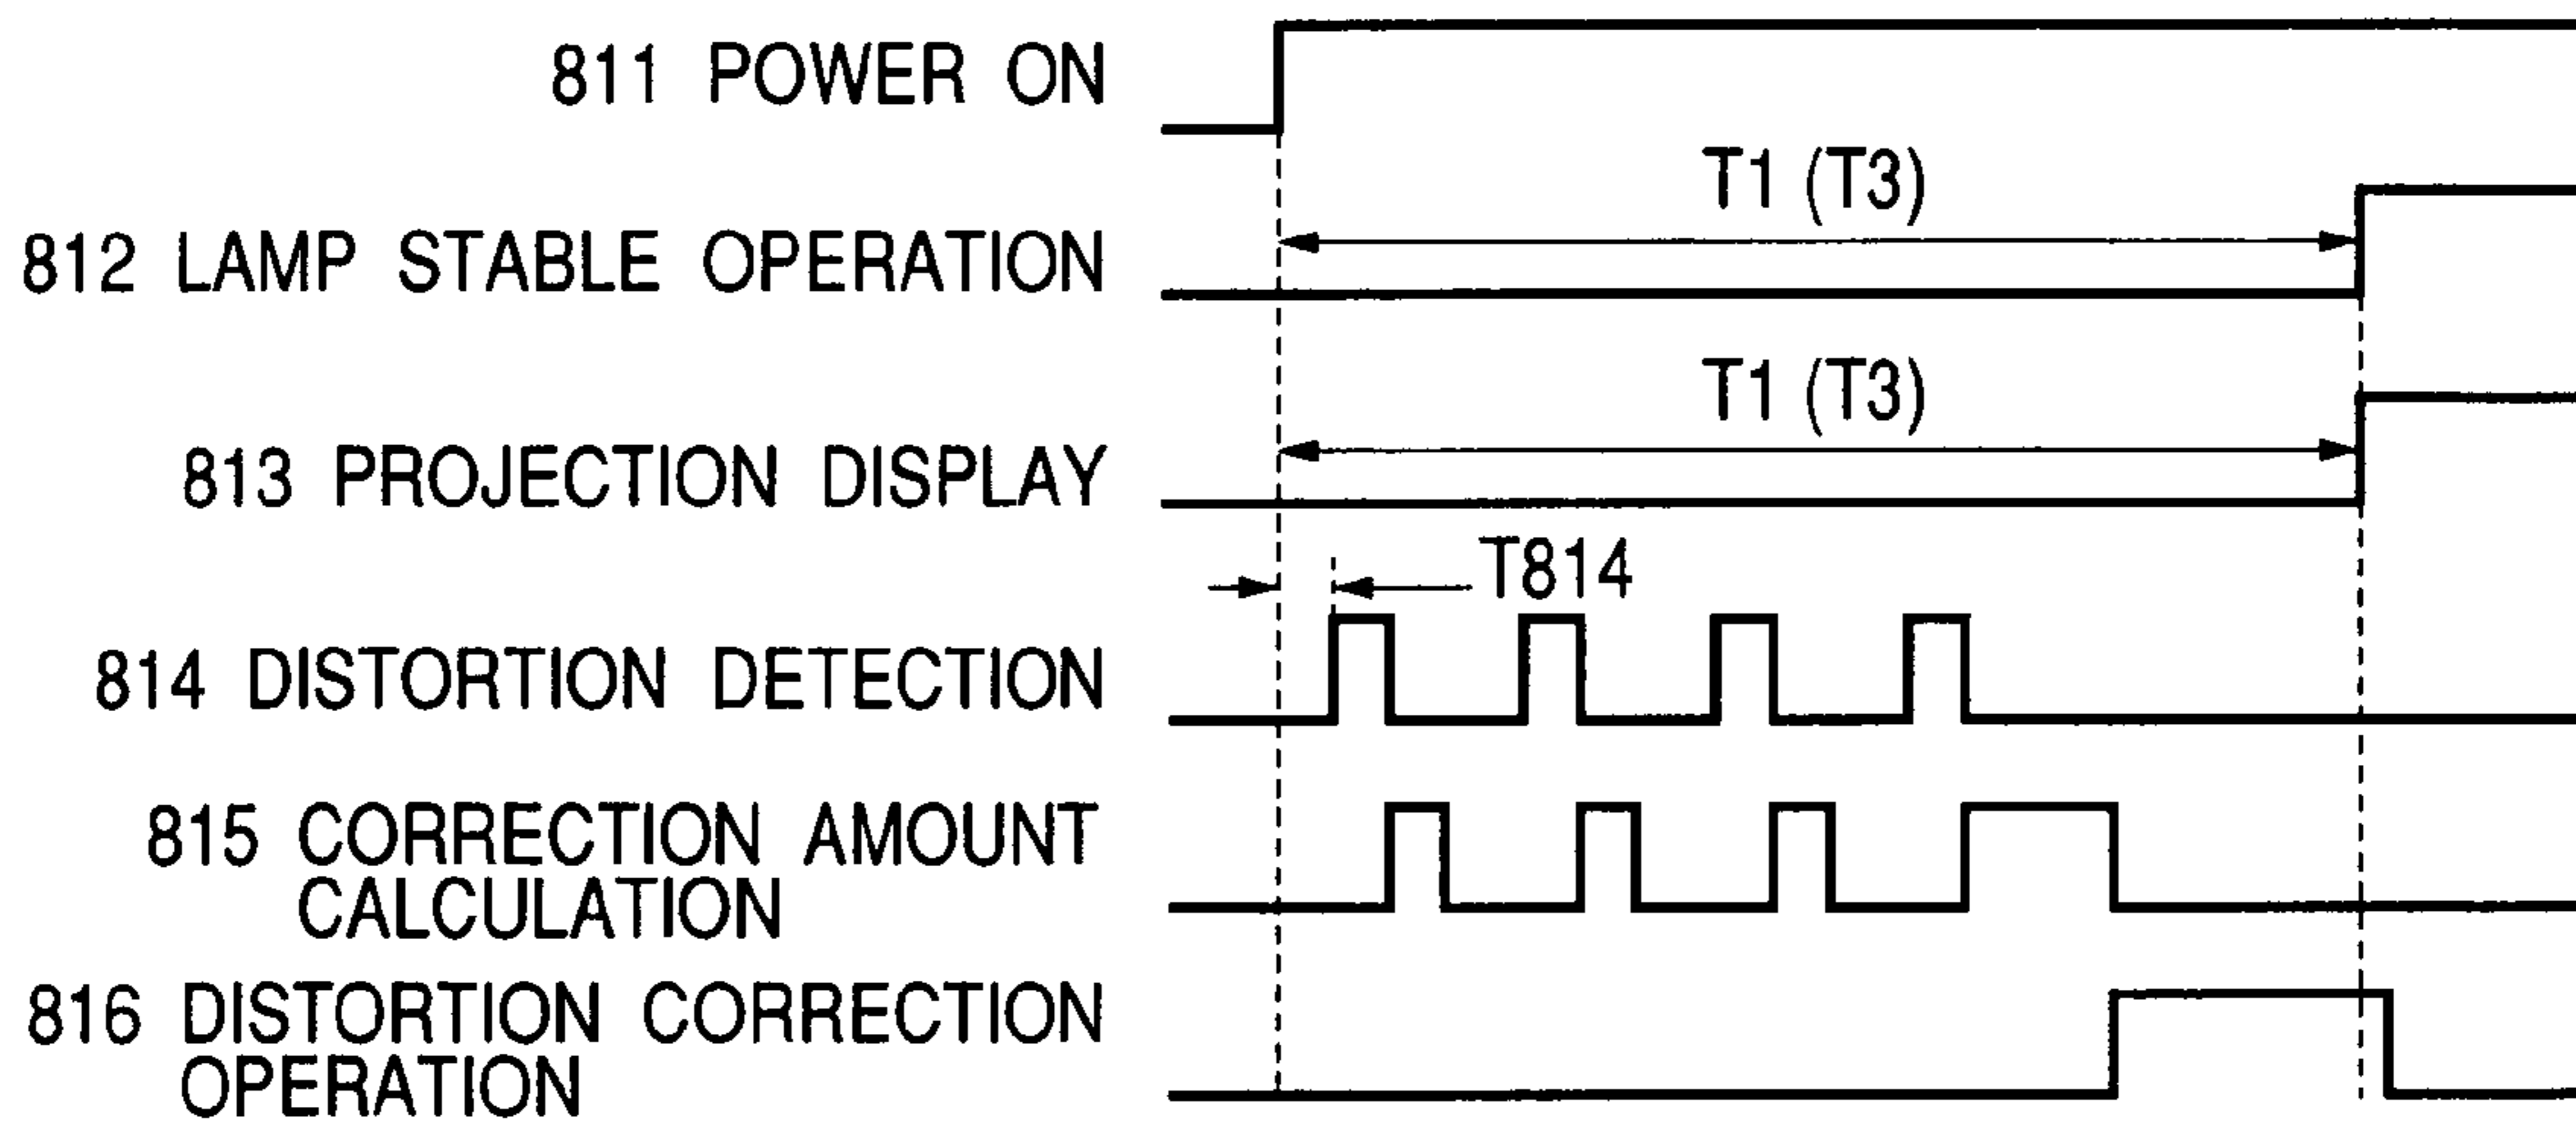 811 POWER ON
T1 (T3)
812 LAMP STABLE OPERATION
T1 (T3)
813 PROJECTION DISPLAY
T814
814 DISTORTION DETECTION
815 CORRECTION AMOUNT
CALCULATION
816 DISTORTION CORRECTION
OPERATION